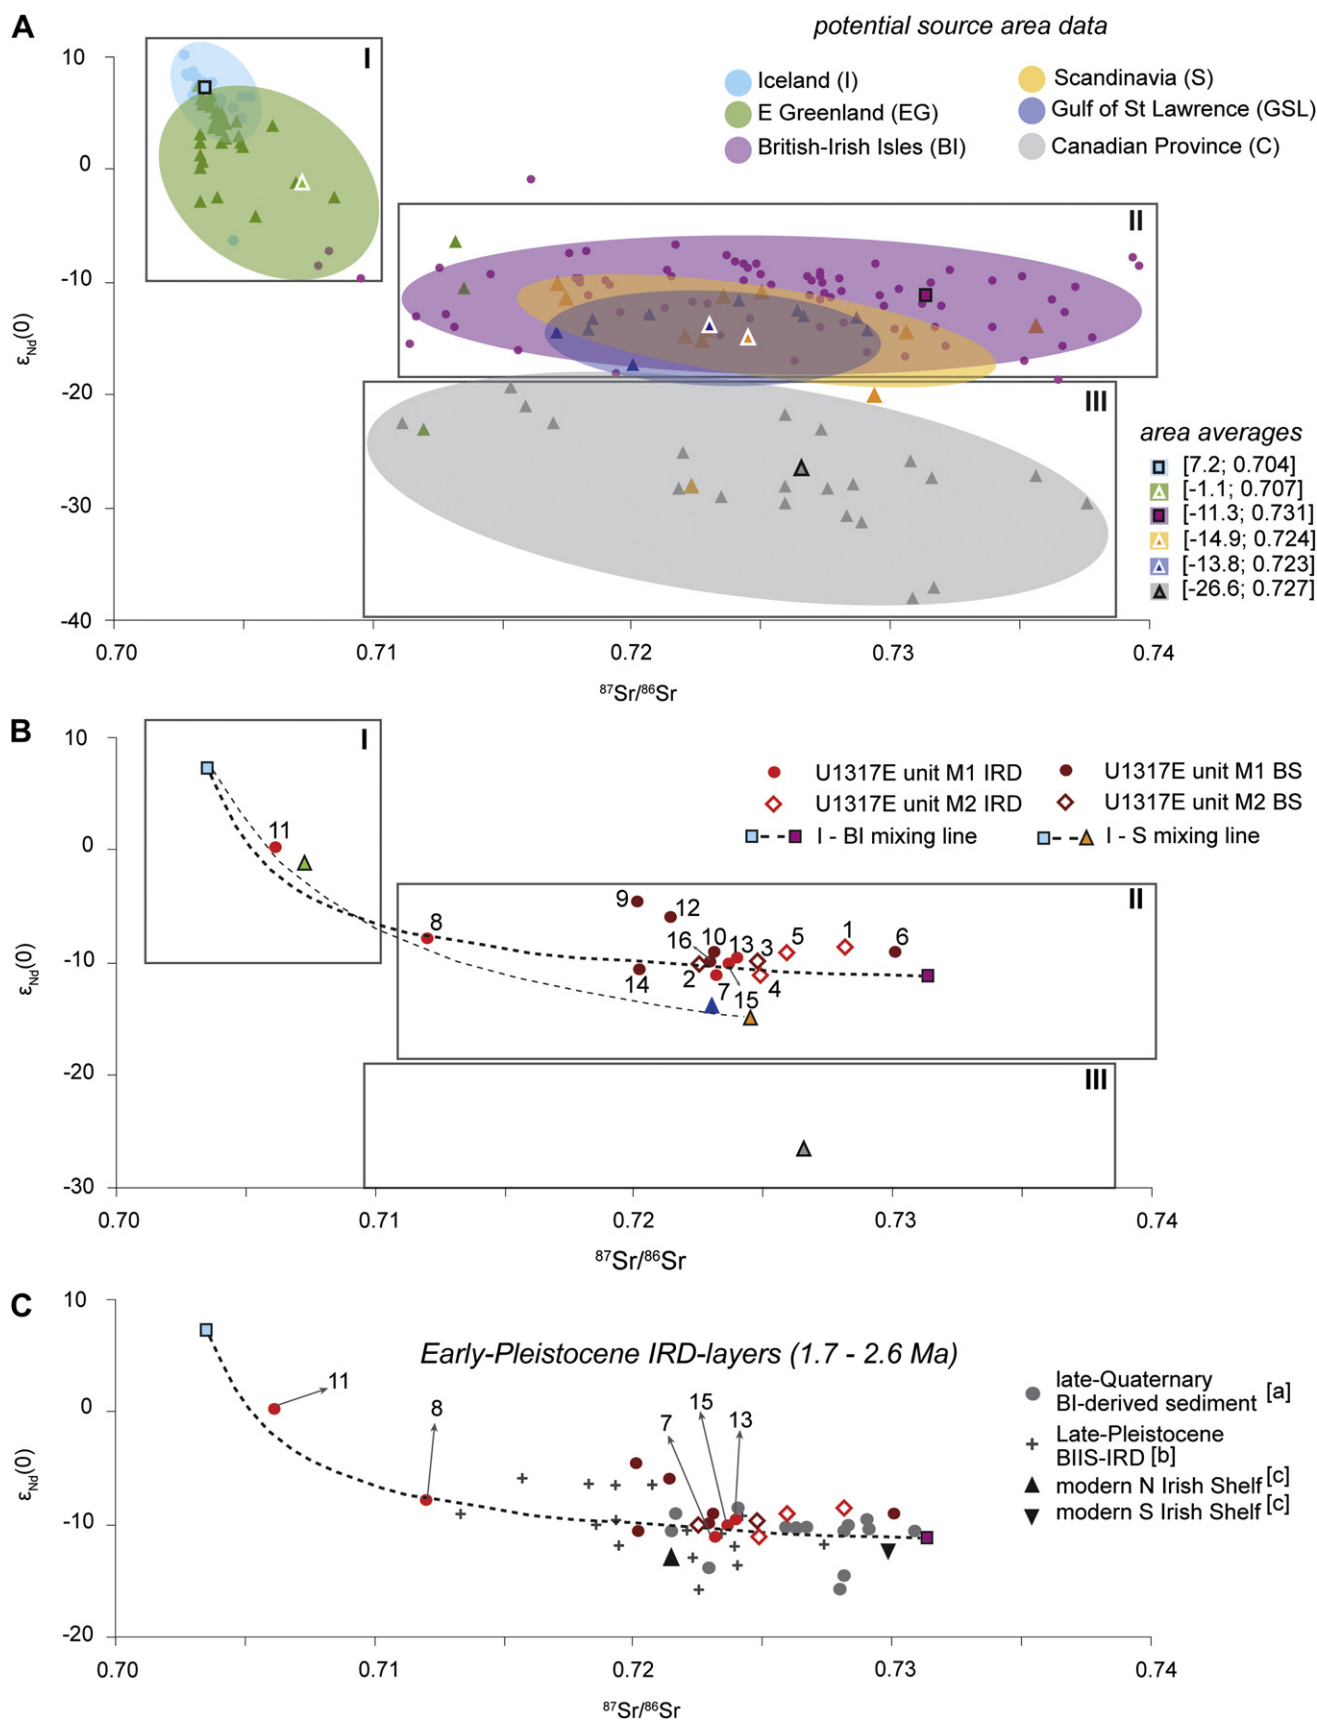 A
potential source area data
Iceland (I)
E Greenland (EG)
British-Irish Isles (BI)
Scandinavia (S)
Gulf of St Lawrence (GSL)
Canadian Province (C)
I
II
III
10
0
-10
-20
-30
-40
εNd(0)
area averages
[7.2; 0.704]
[-1.1; 0.707]
[-11.3; 0.731]
[-14.9; 0.724]
[-13.8; 0.723]
[-26.6; 0.727]
0.70 0.71 0.72 0.73 0.74
⁸⁷Sr/⁸⁶Sr
B
I
II
III
U1317E unit M1 IRD
U1317E unit M2 IRD
I - BI mixing line
U1317E unit M1 BS
U1317E unit M2 BS
I - S mixing line
10
0
-10
-20
-30
εNd(0)
11
8
9
12
16
10
13
3
5
1
6
14
2
7
15
4
0.70 0.71 0.72 0.73 0.74
⁸⁷Sr/⁸⁶Sr
C
10
0
-10
-20
εNd(0)
Early-Pleistocene IRD-layers (1.7 - 2.6 Ma)
11
8
7
15
13
late-Quaternary
BI-derived sediment [a]
Late-Pleistocene
BIIS-IRD [b]
modern N Irish Shelf [c]
modern S Irish Shelf [c]
0.70 0.71 0.72 0.73 0.74
⁸⁷Sr/⁸⁶Sr